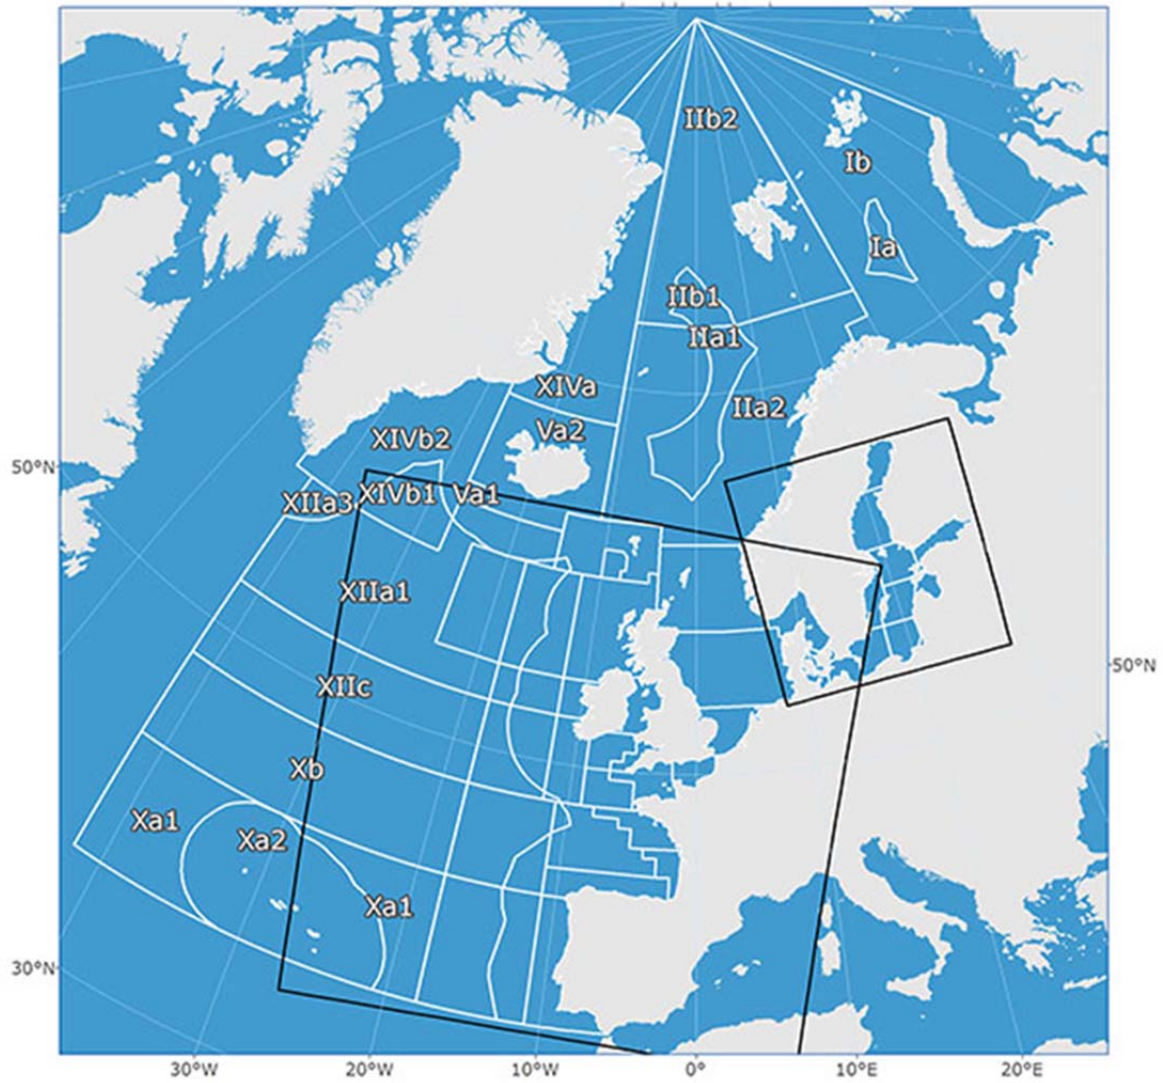 IIb2
Ib
Ia
IIb1
IIa1
XIVa
IIa2
Va2
XIVb2
50°N
XIIa3 XIVb1 Va1
XIIa1
50°N
XIIc
Xb
Xa1
Xa2
Xa1
30°N
30°W 20°W 10°W 0° 10°E 20°E